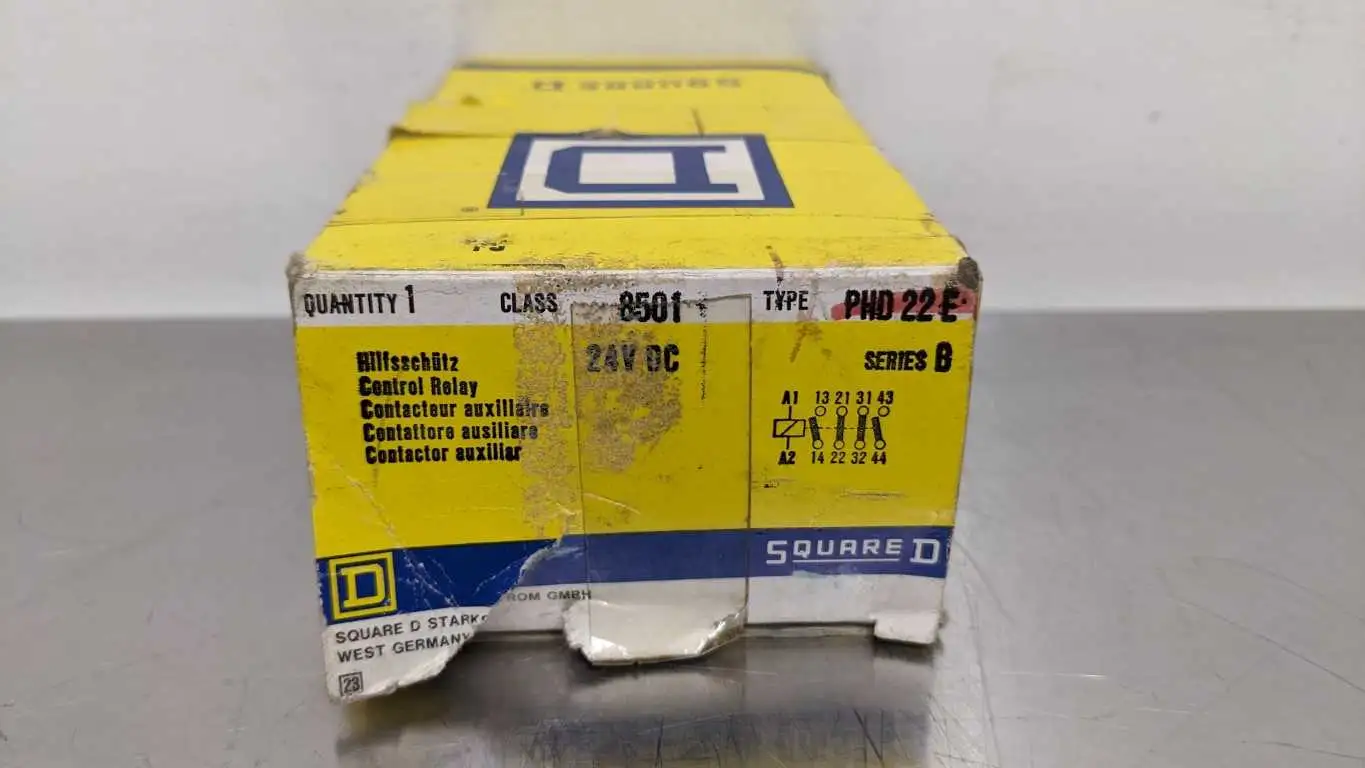 SQUARE D
D
QUANTITY 1 CLASS 8501 TYPE PHD 22 E
24V DC SERIES B
Hilfsschütz
Control Relay
Contacteur auxiliaire
Contattore ausiliare
Contactor auxiliar
A1 13 21 31 43
A2 14 22 32 44
SQUARE D
D
ROM GMBH
SQUARE D STARK
WEST GERMANY
23